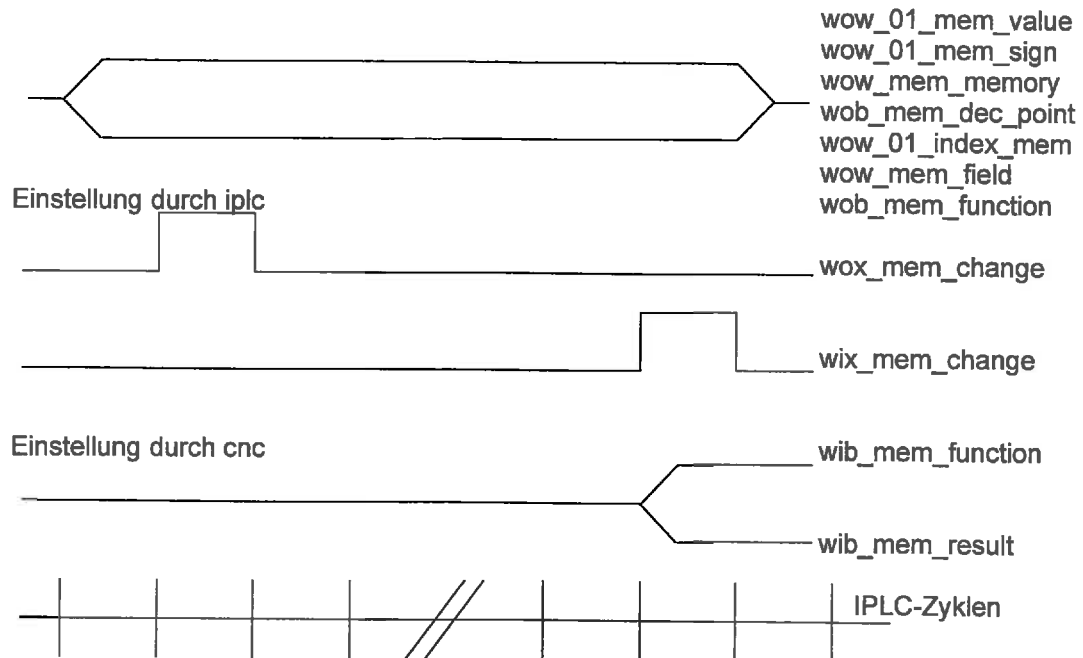 wow_01_mem_value
wow_01_mem_sign
wow_mem_memory
wob_mem_dec_point
wow_01_index_mem
wow_mem_field
wob_mem_function
Einstellung durch iplc
wox_mem_change
wix_mem_change
Einstellung durch cnc
wib_mem_function
wib_mem_result
IPLC-Zyklen